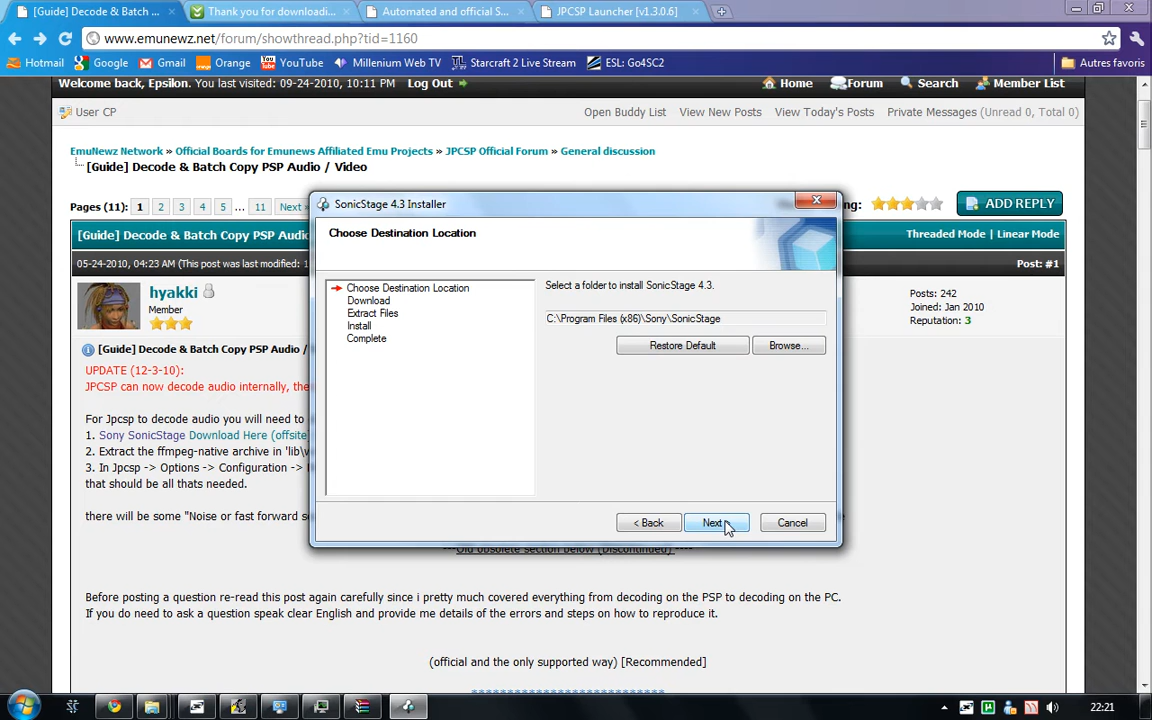 [Guide] Decode & Batch ...
Thank you for downloadi...
Automated and official S...
JPCSP Launcher [v1.3.0.6]
www.emunewz.net/forum/showthread.php?tid=1160
Hotmail Google Gmail Orange YouTube Millenium Web TV Starcraft 2 Live Stream ESL: Go4SC2 Autres favoris
Welcome back, Epsilon. You last visited: 09-24-2010, 10:11 PM Log Out
Home Forum Search Member List
User CP
Open Buddy List View New Posts View Today's Posts Private Messages (Unread 0, Total 0)
EmuNewz Network » Official Boards for Emunews Affiliated Emu Projects » JPCSP Official Forum » General discussion
[Guide] Decode & Batch Copy PSP Audio / Video
Pages (11): 1 2 3 4 5 ... 11 Next
ng:
ADD REPLY
[Guide] Decode & Batch Copy PSP Audio
Threaded Mode | Linear Mode
05-24-2010, 04:23 AM (This post was last modified:
Post: #1
hyakki
Member
Posts: 242
Joined: Jan 2010
Reputation: 3
[Guide] Decode & Batch Copy PSP Audio /
UPDATE (12-3-10):
JPCSP can now decode audio internally, the
For Jpcsp to decode audio you will need to
1. Sony SonicStage Download Here (offsite
2. Extract the ffmpeg-native archive in 'lib\
3. In Jpcsp -> Options -> Configuration ->
that should be all thats needed.
there will be some "Noise or fast forward
SonicStage 4.3 Installer
Choose Destination Location
Choose Destination Location
Download
Extract Files
Install
Complete
Select a folder to install SonicStage 4.3.
C:\Program Files (x86)\Sony\SonicStage
Restore Default
Browse...
< Back
Next
Cancel
Old obsolete section below (Discontinued)
Before posting a question re-read this post again carefully since i pretty much covered everything from decoding on the PSP to decoding on the PC.
If you do need to ask a question speak clear English and provide me details of the errors and steps on how to reproduce it.
(official and the only supported way) [Recommended]
22:21